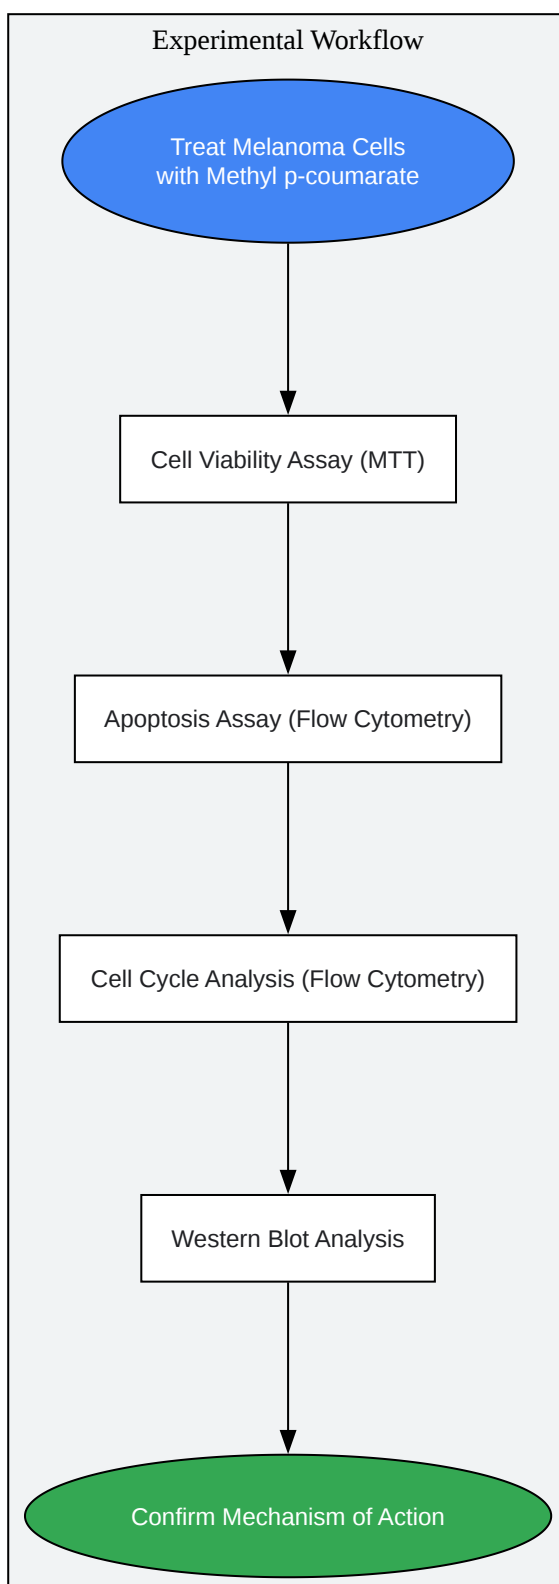 Experimental Workflow
Treat Melanoma Cells
with Methyl p-coumarate
Cell Viability Assay (MTT)
Apoptosis Assay (Flow Cytometry)
Cell Cycle Analysis (Flow Cytometry)
Western Blot Analysis
Confirm Mechanism of Action